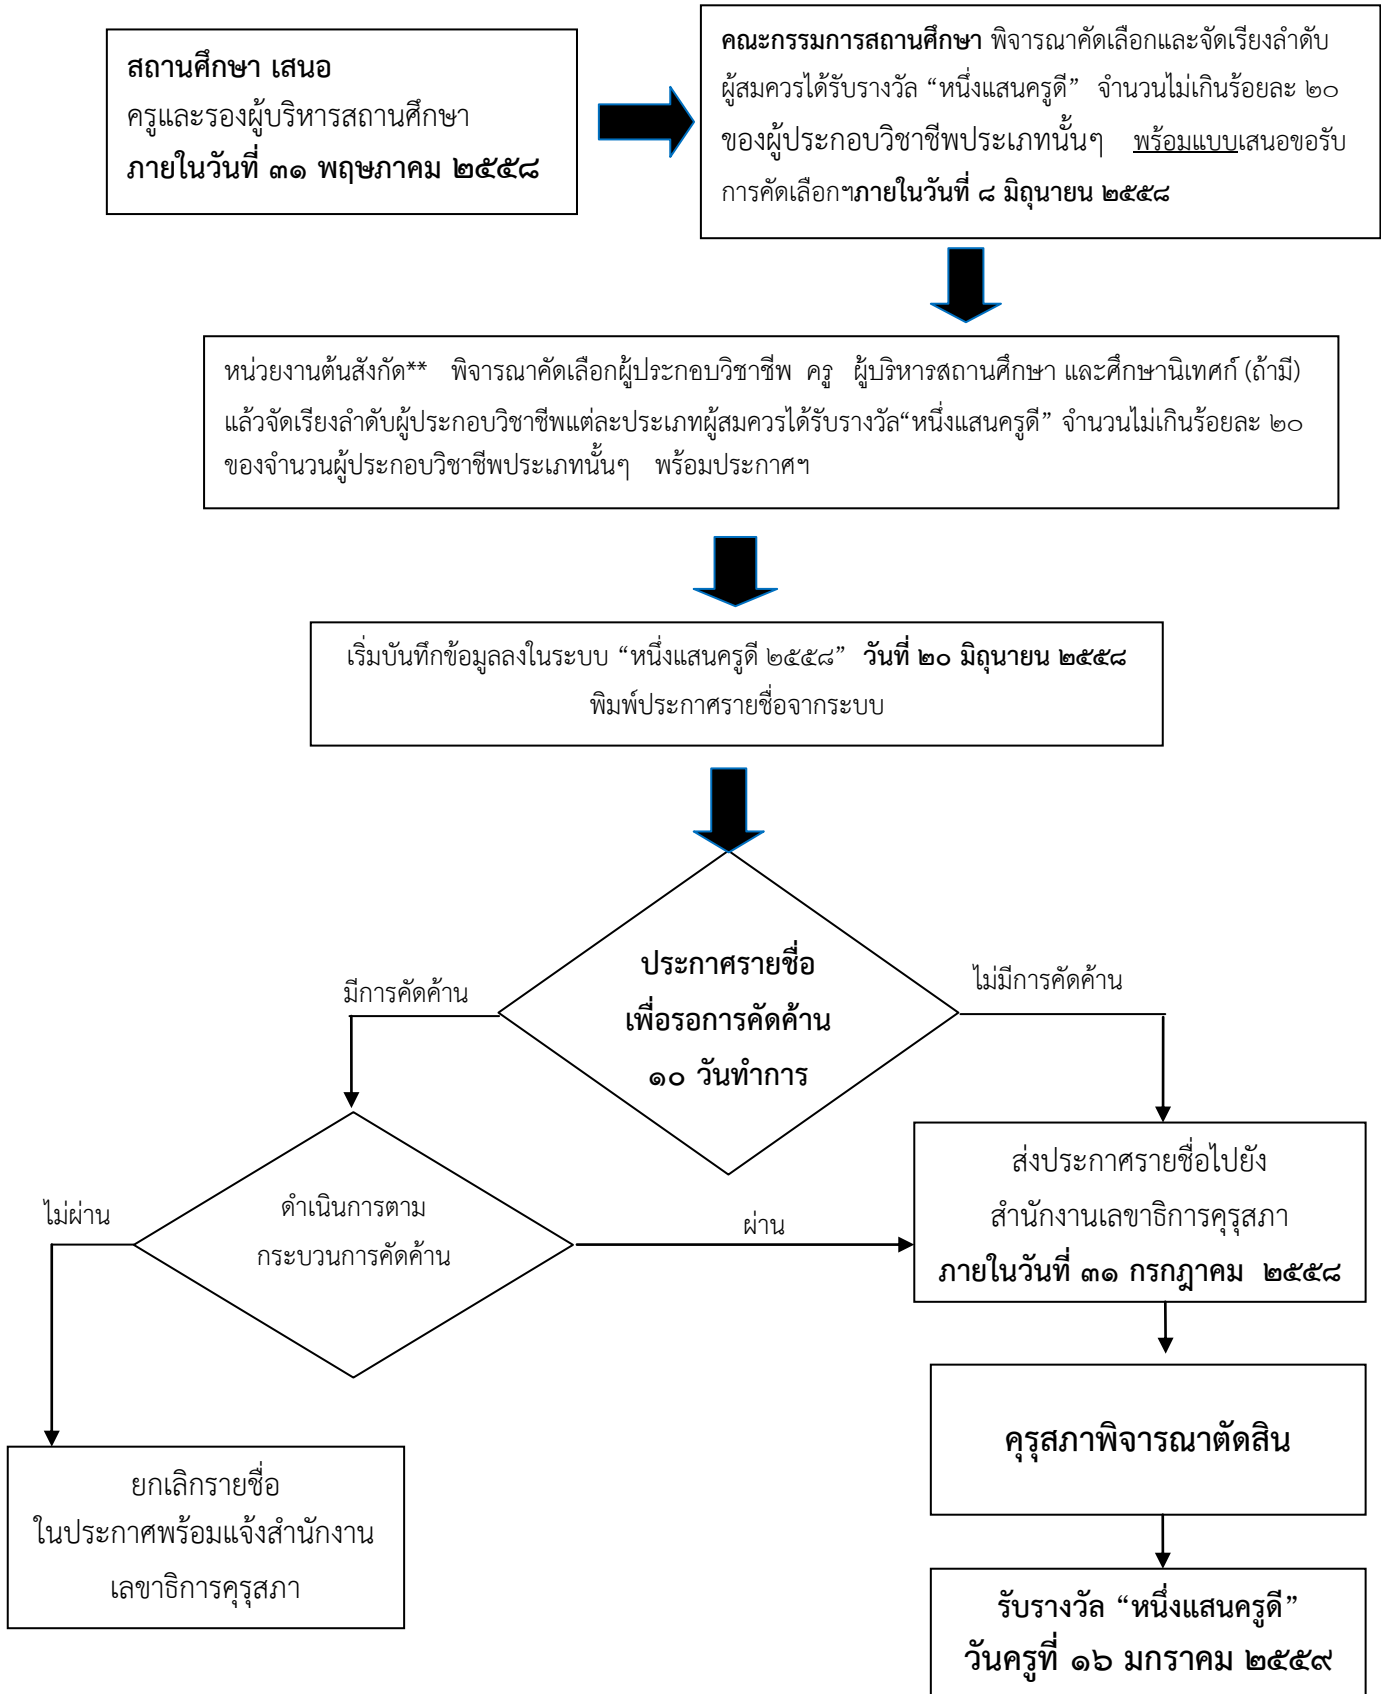 สถานศึกษา เสนอ
ครูและรองผู้บริหารสถานศึกษา
ภายในวันที่ ๓๑ พฤษภาคม ๒๕๕๘
คณะกรรมการสถานศึกษา พิจารณาคัดเลือกและจัดเรียงลำดับ
ผู้สมควรได้รับรางวัล “หนึ่งแสนครูดี” จำนวนไม่เกินร้อยละ ๒๐
ของผู้ประกอบวิชาชีพประเภทนั้นๆ พร้อมแบบเสนอขอรับ
การคัดเลือกฯภายในวันที่ ๘ มิถุนายน ๒๕๕๘
หน่วยงานต้นสังกัด** พิจารณาคัดเลือกผู้ประกอบวิชาชีพ ครู ผู้บริหารสถานศึกษา และศึกษานิเทศก์ (ถ้ามี)
แล้วจัดเรียงลำดับผู้ประกอบวิชาชีพแต่ละประเภทผู้สมควรได้รับรางวัล“หนึ่งแสนครูดี” จำนวนไม่เกินร้อยละ ๒๐
ของจำนวนผู้ประกอบวิชาชีพประเภทนั้นๆ พร้อมประกาศฯ
เริ่มบันทึกข้อมูลลงในระบบ “หนึ่งแสนครูดี ๒๕๕๘” วันที่ ๒๐ มิถุนายน ๒๕๕๘
พิมพ์ประกาศรายชื่อจากระบบ
ประกาศรายชื่อ
เพื่อรอการคัดค้าน
๑๐ วันทำการ
มีการคัดค้าน
ไม่มีการคัดค้าน
ดำเนินการตาม
กระบวนการคัดค้าน
ไม่ผ่าน
ผ่าน
ส่งประกาศรายชื่อไปยัง
สำนักงานเลขาธิการคุรุสภา
ภายในวันที่ ๓๑ กรกฎาคม ๒๕๕๘
คุรุสภาพิจารณาตัดสิน
ยกเลิกรายชื่อ
ในประกาศพร้อมแจ้งสำนักงาน
เลขาธิการคุรุสภา
รับรางวัล “หนึ่งแสนครูดี”
วันครูที่ ๑๖ มกราคม ๒๕๕๙